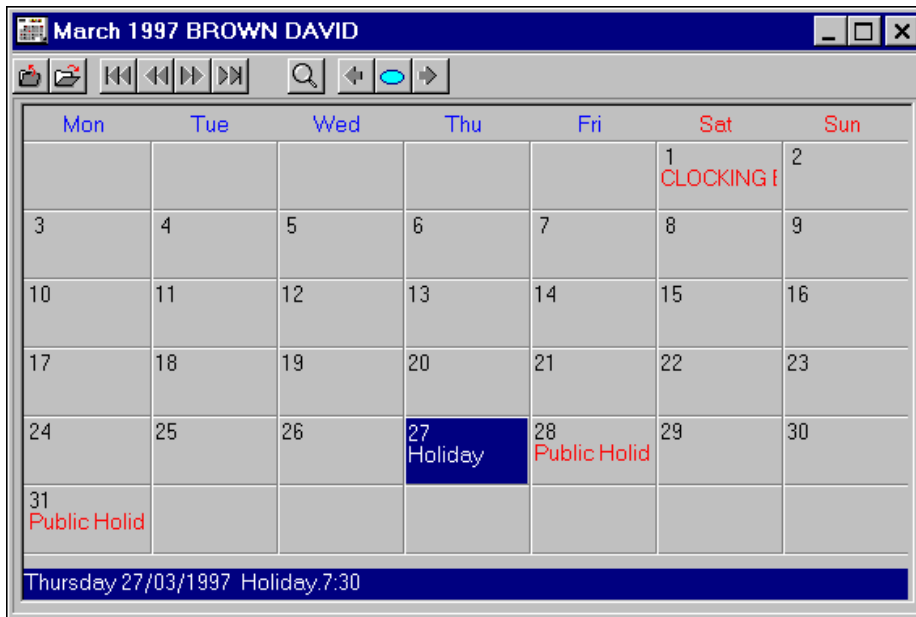 March 1997 BROWN DAVID
Mon Tue Wed Thu Fri Sat Sun
1 2
CLOCKING E
3 4 5 6 7 8 9
10 11 12 13 14 15 16
17 18 19 20 21 22 23
24 25 26 27 28 29 30
Holiday Public Holid
31
Public Holid
Thursday 27/03/1997 Holiday.7:30